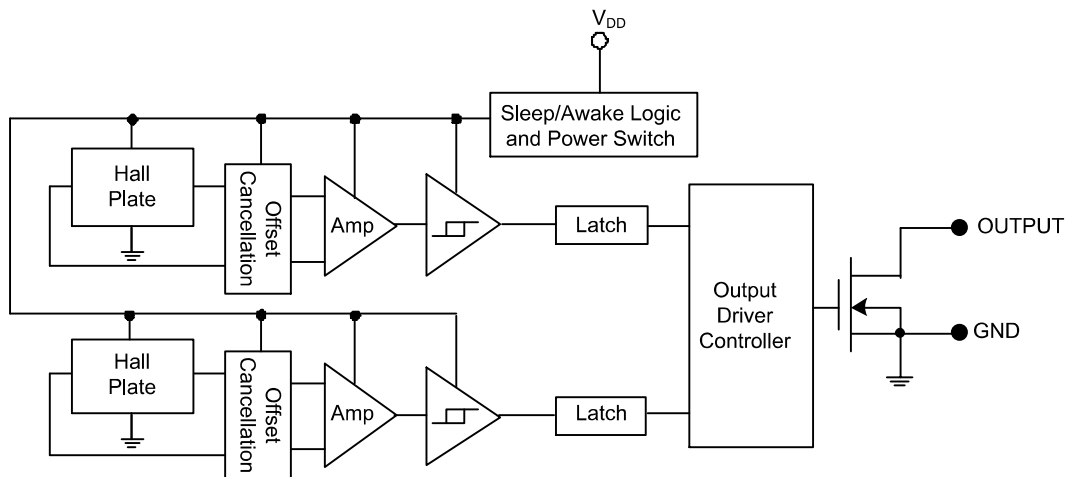 VDD
Sleep/Awake Logic
and Power Switch
Hall
Plate
Offset
Cancellation
Amp
Latch
Output
Driver
Controller
OUTPUT
GND
Hall
Plate
Offset
Cancellation
Amp
Latch